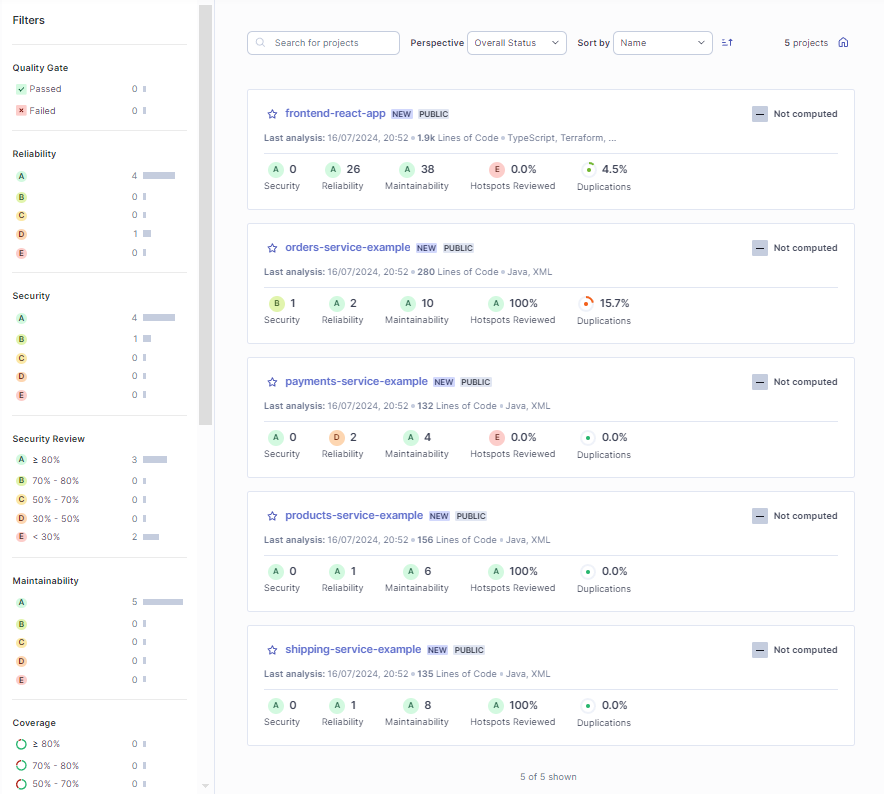 Filters
Quality Gate
Passed 0
Failed 0
Reliability
A 4
B 0
C 0
D 1
E 0
Security
A 4
B 1
C 0
D 0
E 0
Security Review
A ≥ 80% 3
B 70% - 80% 0
C 50% - 70% 0
D 30% - 50% 0
E < 30% 2
Maintainability
A 5
B 0
C 0
D 0
E 0
Coverage
≥ 80% 0
70% - 80% 0
50% - 70% 0
Search for projects Perspective Overall Status Sort by Name 5 projects
frontend-react-app NEW PUBLIC Not computed
Last analysis: 16/07/2024, 20:52 • 1.9k Lines of Code • TypeScript, Terraform, ...
A 0 A 26 A 38 E 0.0% 4.5%
Security Reliability Maintainability Hotspots Reviewed Duplications
orders-service-example NEW PUBLIC Not computed
Last analysis: 16/07/2024, 20:52 • 280 Lines of Code • Java, XML
B 1 A 2 A 10 A 100% 15.7%
Security Reliability Maintainability Hotspots Reviewed Duplications
payments-service-example NEW PUBLIC Not computed
Last analysis: 16/07/2024, 20:52 • 132 Lines of Code • Java, XML
A 0 D 2 A 4 E 0.0% 0.0%
Security Reliability Maintainability Hotspots Reviewed Duplications
products-service-example NEW PUBLIC Not computed
Last analysis: 16/07/2024, 20:52 • 156 Lines of Code • Java, XML
A 0 A 1 A 6 A 100% 0.0%
Security Reliability Maintainability Hotspots Reviewed Duplications
shipping-service-example NEW PUBLIC Not computed
Last analysis: 16/07/2024, 20:52 • 135 Lines of Code • Java, XML
A 0 A 1 A 8 A 100% 0.0%
Security Reliability Maintainability Hotspots Reviewed Duplications
5 of 5 shown